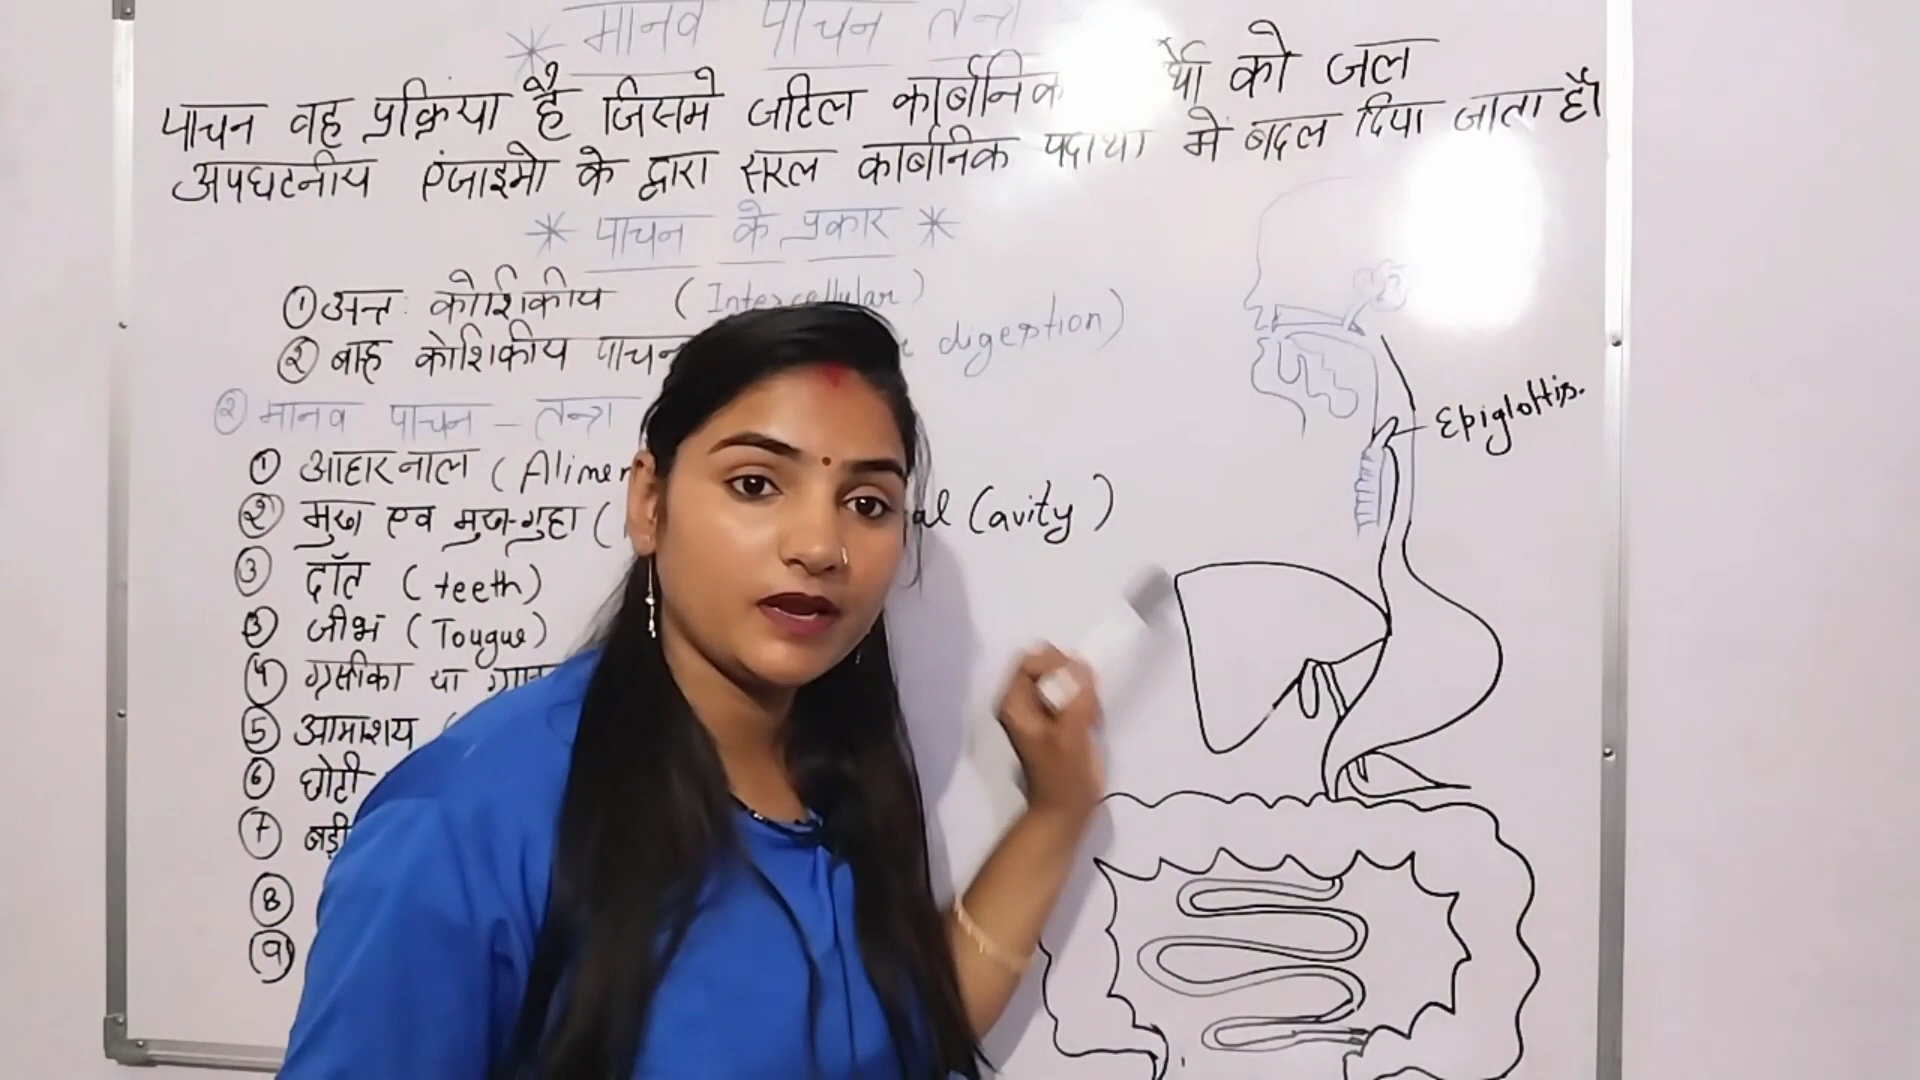 मानव पाचन तन्त्र
पाचन वह प्रक्रिया है जिसमे जटिल कार्बनिक को जल
अपघटनीय एंजाइमो के द्वारा सरल कार्बनिक पदार्थो में बदल दिया जाता है।
* पाचन के प्रकार *
① अन्त: कोशिकीय (Intercellular)
② बाह्य कोशिकीय पाचन digestion)
② मानव पाचन - तन्त्र
① आहारनाल (Alimen
② मुख एव मुख-गुहा ( Cavity)
③ दाँत (teeth)
③ जीभ (Tougue)
④ ग्रसीका या
⑤ आमाशय
⑥ छोटी
⑦ बड़ी
⑧
⑨
Epiglottis.